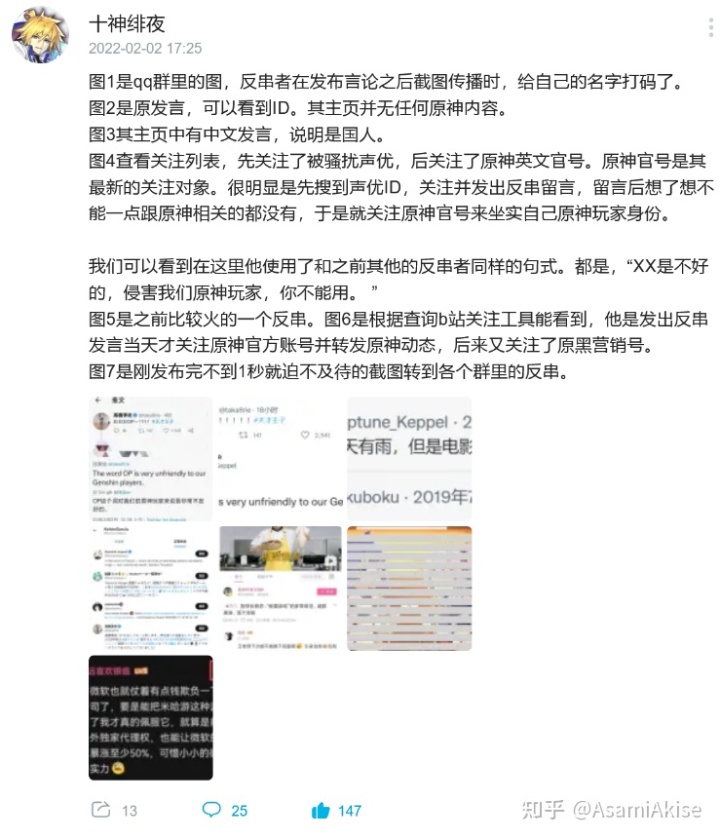 十神绯夜
2022-02-02 17:25
图1是qq群里的图，反串者在发布言论之后截图传播时，给自己的名字打码了。
图2是原发言，可以看到ID。其主页并无任何原神内容。
图3其主页中有中文发言，说明是国人。
图4查看关注列表，先关注了被骚扰声优，后关注了原神英文官号。原神官号是其
最新的关注对象。很明显是先搜到声优ID，关注并发出反串留言，留言后想了想不
能一点跟原神相关的都没有，于是就关注原神官号来坐实自己原神玩家身份。
我们可以看到在这里他使用了和之前其他的反串者同样的句式。都是，“XX是不好
的，侵害我们原神玩家，你不能用。 ”
图5是之前比较火的一个反串。图6是根据查询b站关注工具能看到，他是发出反串
发言当天才关注原神官方账号并转发原神动态，后来又关注了原黑营销号。
图7是刚发布完不到1秒就迫不及待的截图转到各个群里的反串。
The word OP is very unfriendly to our
Genshin players.
141
2,541
s very unfriendly to our Ge
ptune_Keppel · 2
天有雨，但是电影
kuboku · 2019年
微软也就仗着有点钱欺负一下
司了，要是能把米哈游这种
了我才真的佩服它，就算是
外独家代理权，也能让微软
暴涨至少50%，可惜小小的
实力
13
25
147
知乎 @AsamiAkise